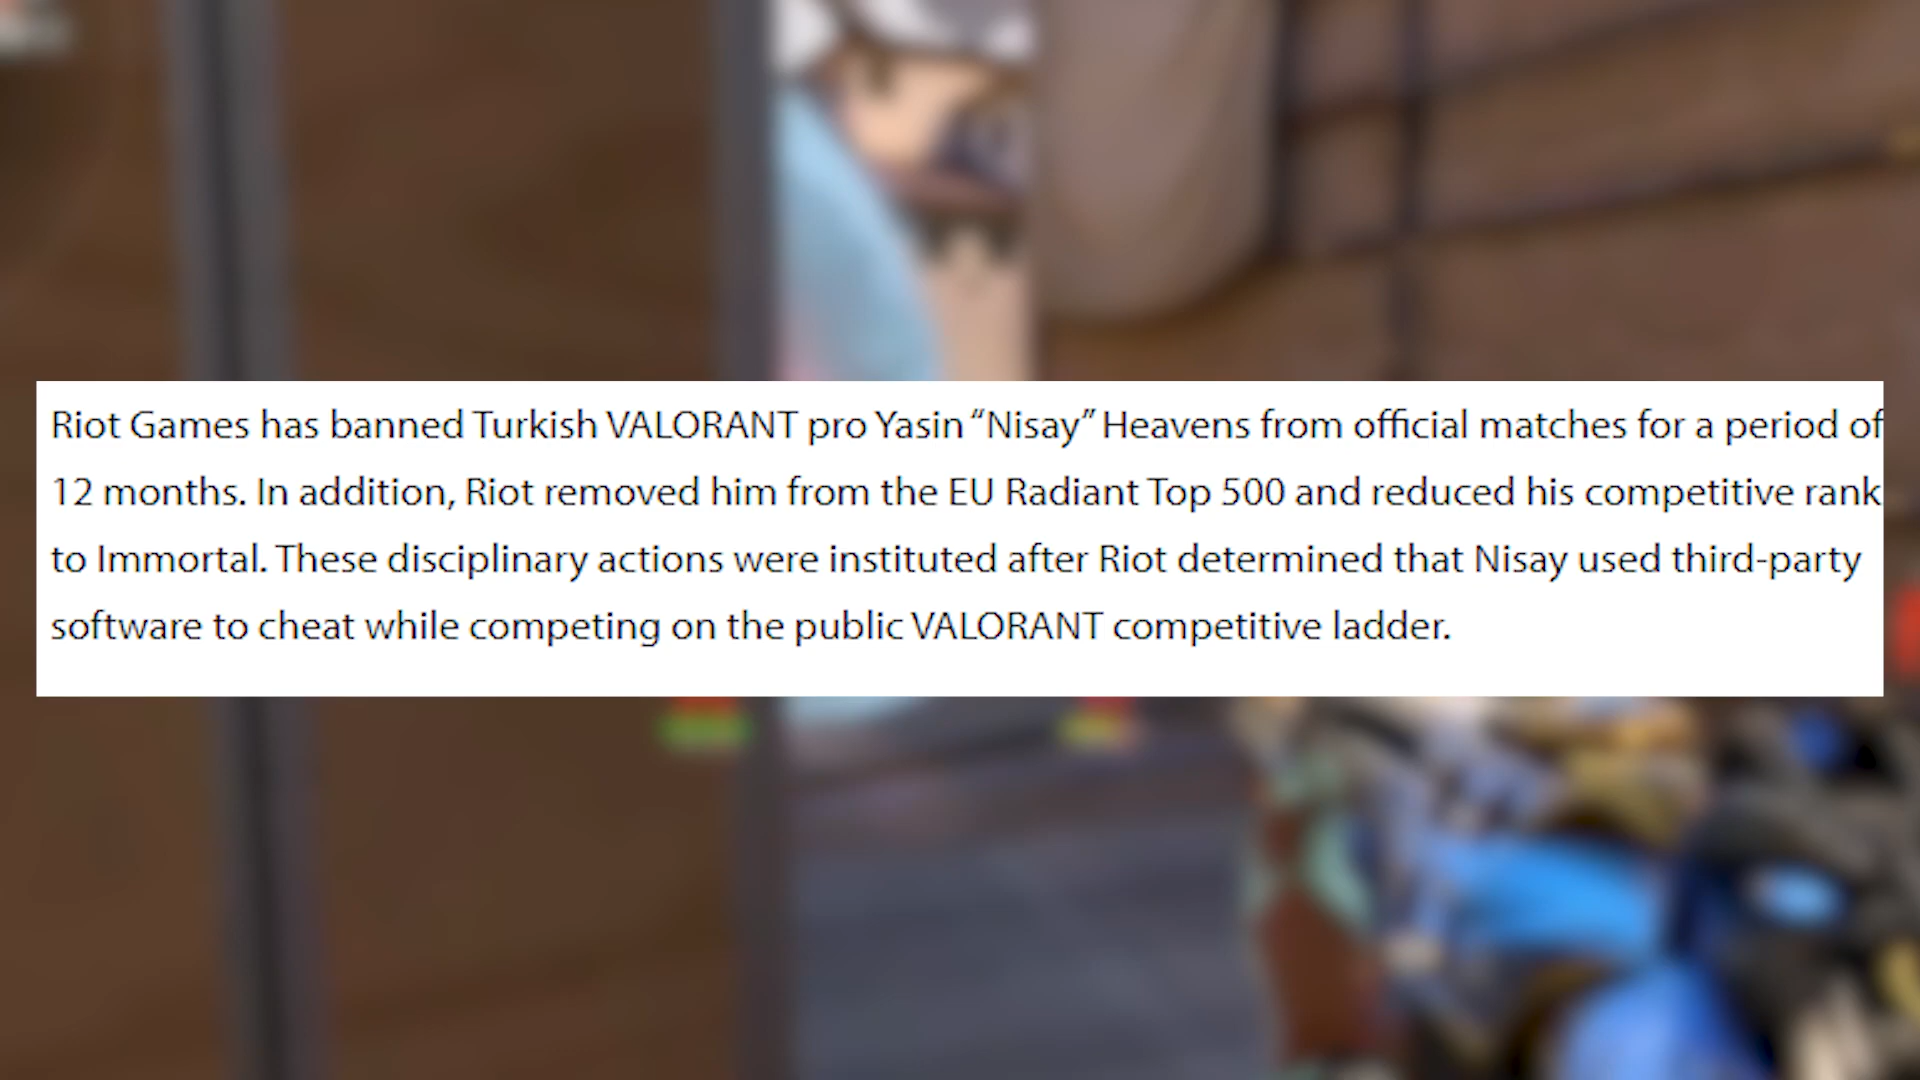 Riot Games has banned Turkish VALORANT pro Yasin “Nisay” Heavens from official matches for a period of
12 months. In addition, Riot removed him from the EU Radiant Top 500 and reduced his competitive rank
to Immortal. These disciplinary actions were instituted after Riot determined that Nisay used third-party
software to cheat while competing on the public VALORANT competitive ladder.